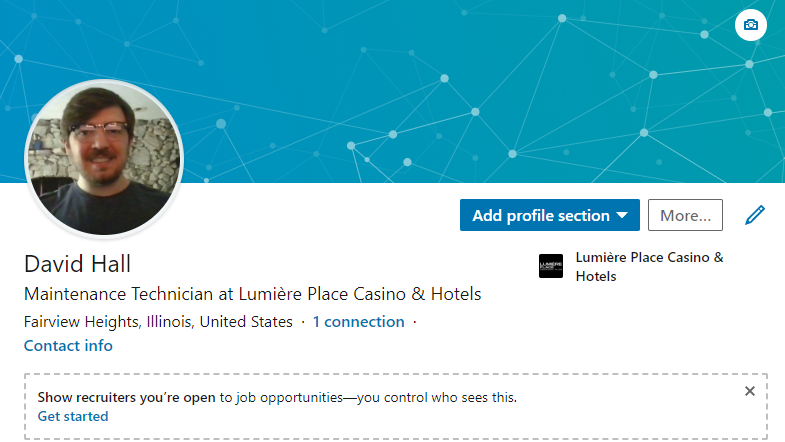 Add profile section
More...
David Hall
Lumière Place Casino &
Hotels
Maintenance Technician at Lumière Place Casino & Hotels
Fairview Heights, Illinois, United States · 1 connection ·
Contact info
Show recruiters you’re open to job opportunities—you control who sees this.
Get started